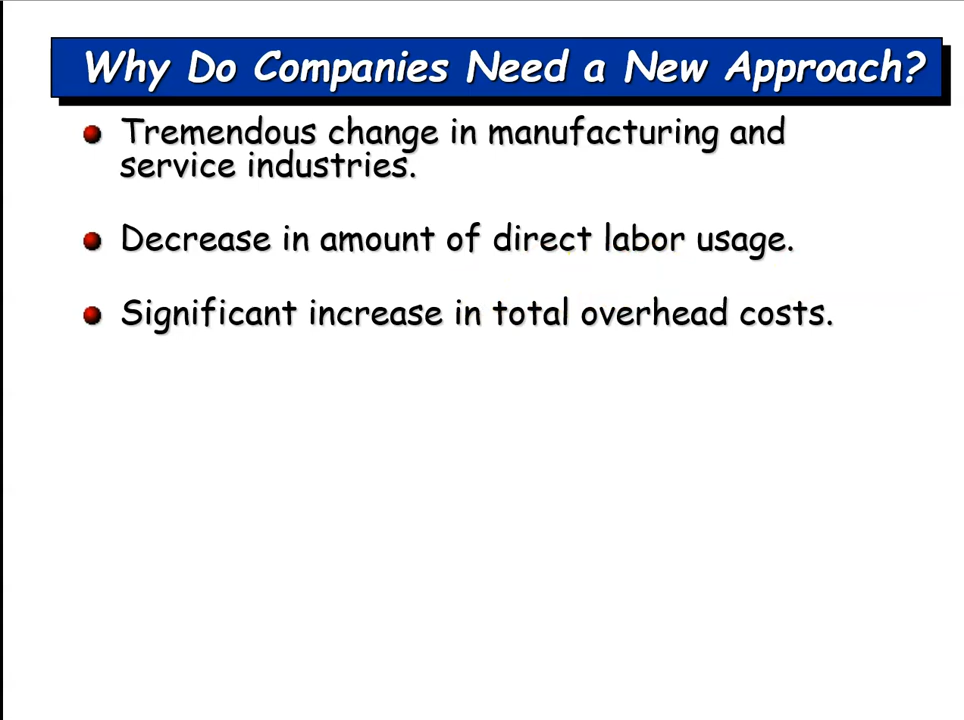 Why Do Companies Need a New Approach?
Tremendous change in manufacturing and
service industries.
Decrease in amount of direct labor usage.
Significant increase in total overhead costs.